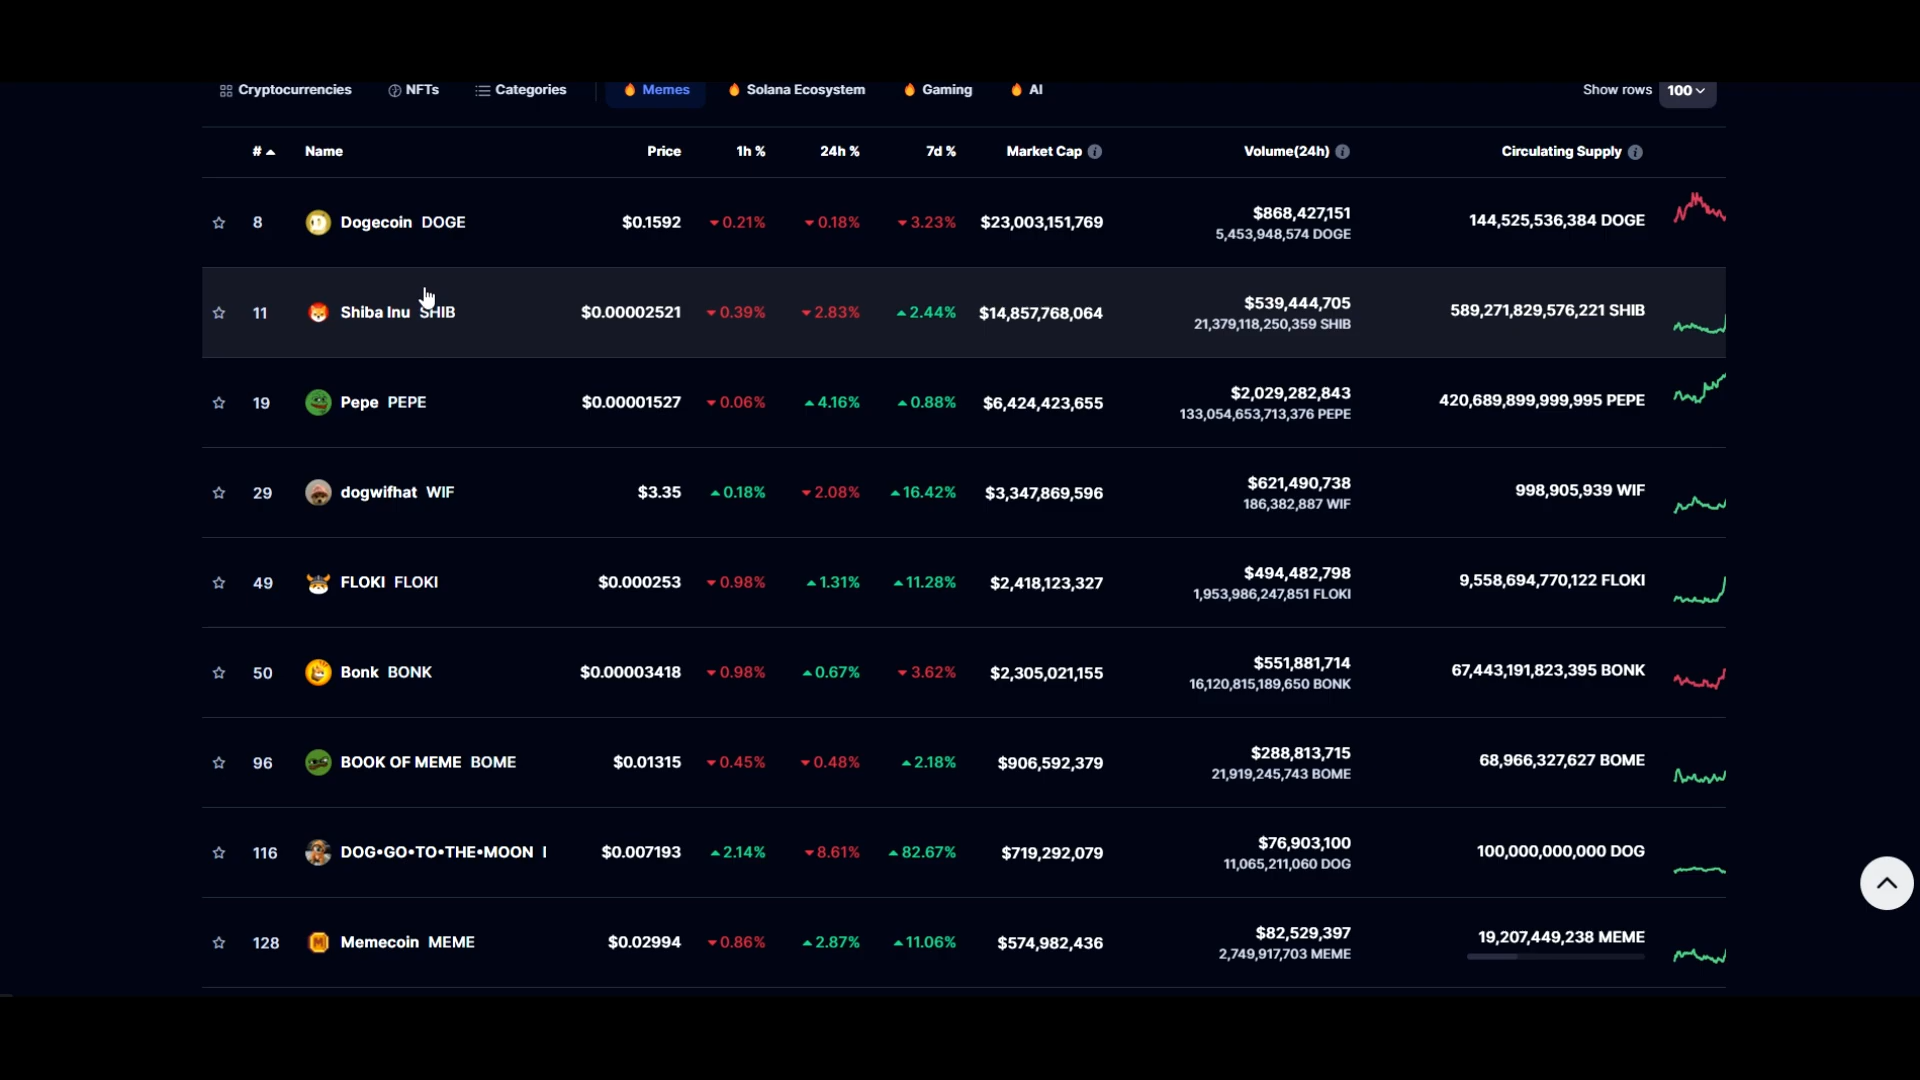 Cryptocurrencies NFTs Categories Memes Solana Ecosystem Gaming AI Show rows 100
# Name Price 1h % 24h % 7d % Market Cap Volume(24h) Circulating Supply
8 Dogecoin DOGE $0.1592 0.21% 0.18% 3.23% $23,003,151,769 $868,427,151 144,525,536,384 DOGE
5,453,948,574 DOGE
11 Shiba Inu SHIB $0.00002521 0.39% 2.83% 2.44% $14,857,768,064 $539,444,705 589,271,829,576,221 SHIB
21,379,118,250,359 SHIB
19 Pepe PEPE $0.00001527 0.06% 4.16% 0.88% $6,424,423,655 $2,029,282,843 420,689,899,999,995 PEPE
133,054,653,713,376 PEPE
29 dogwifhat WIF $3.35 0.18% 2.08% 16.42% $3,347,869,596 $621,490,738 998,905,939 WIF
186,382,887 WIF
49 FLOKI FLOKI $0.000253 0.98% 1.31% 11.28% $2,418,123,327 $494,482,798 9,558,694,770,122 FLOKI
1,953,986,247,851 FLOKI
50 Bonk BONK $0.00003418 0.98% 0.67% 3.62% $2,305,021,155 $551,881,714 67,443,191,823,395 BONK
16,120,815,189,650 BONK
96 BOOK OF MEME BOME $0.01315 0.45% 0.48% 2.18% $906,592,379 $288,813,715 68,966,327,627 BOME
21,919,245,743 BOME
116 DOG•GO•TO•THE•MOON $0.007193 2.14% 8.61% 82.67% $719,292,079 $76,903,100 100,000,000,000 DOG
11,065,211,060 DOG
128 Memecoin MEME $0.02994 0.86% 2.87% 11.06% $574,982,436 $82,529,397 19,207,449,238 MEME
2,749,917,703 MEME